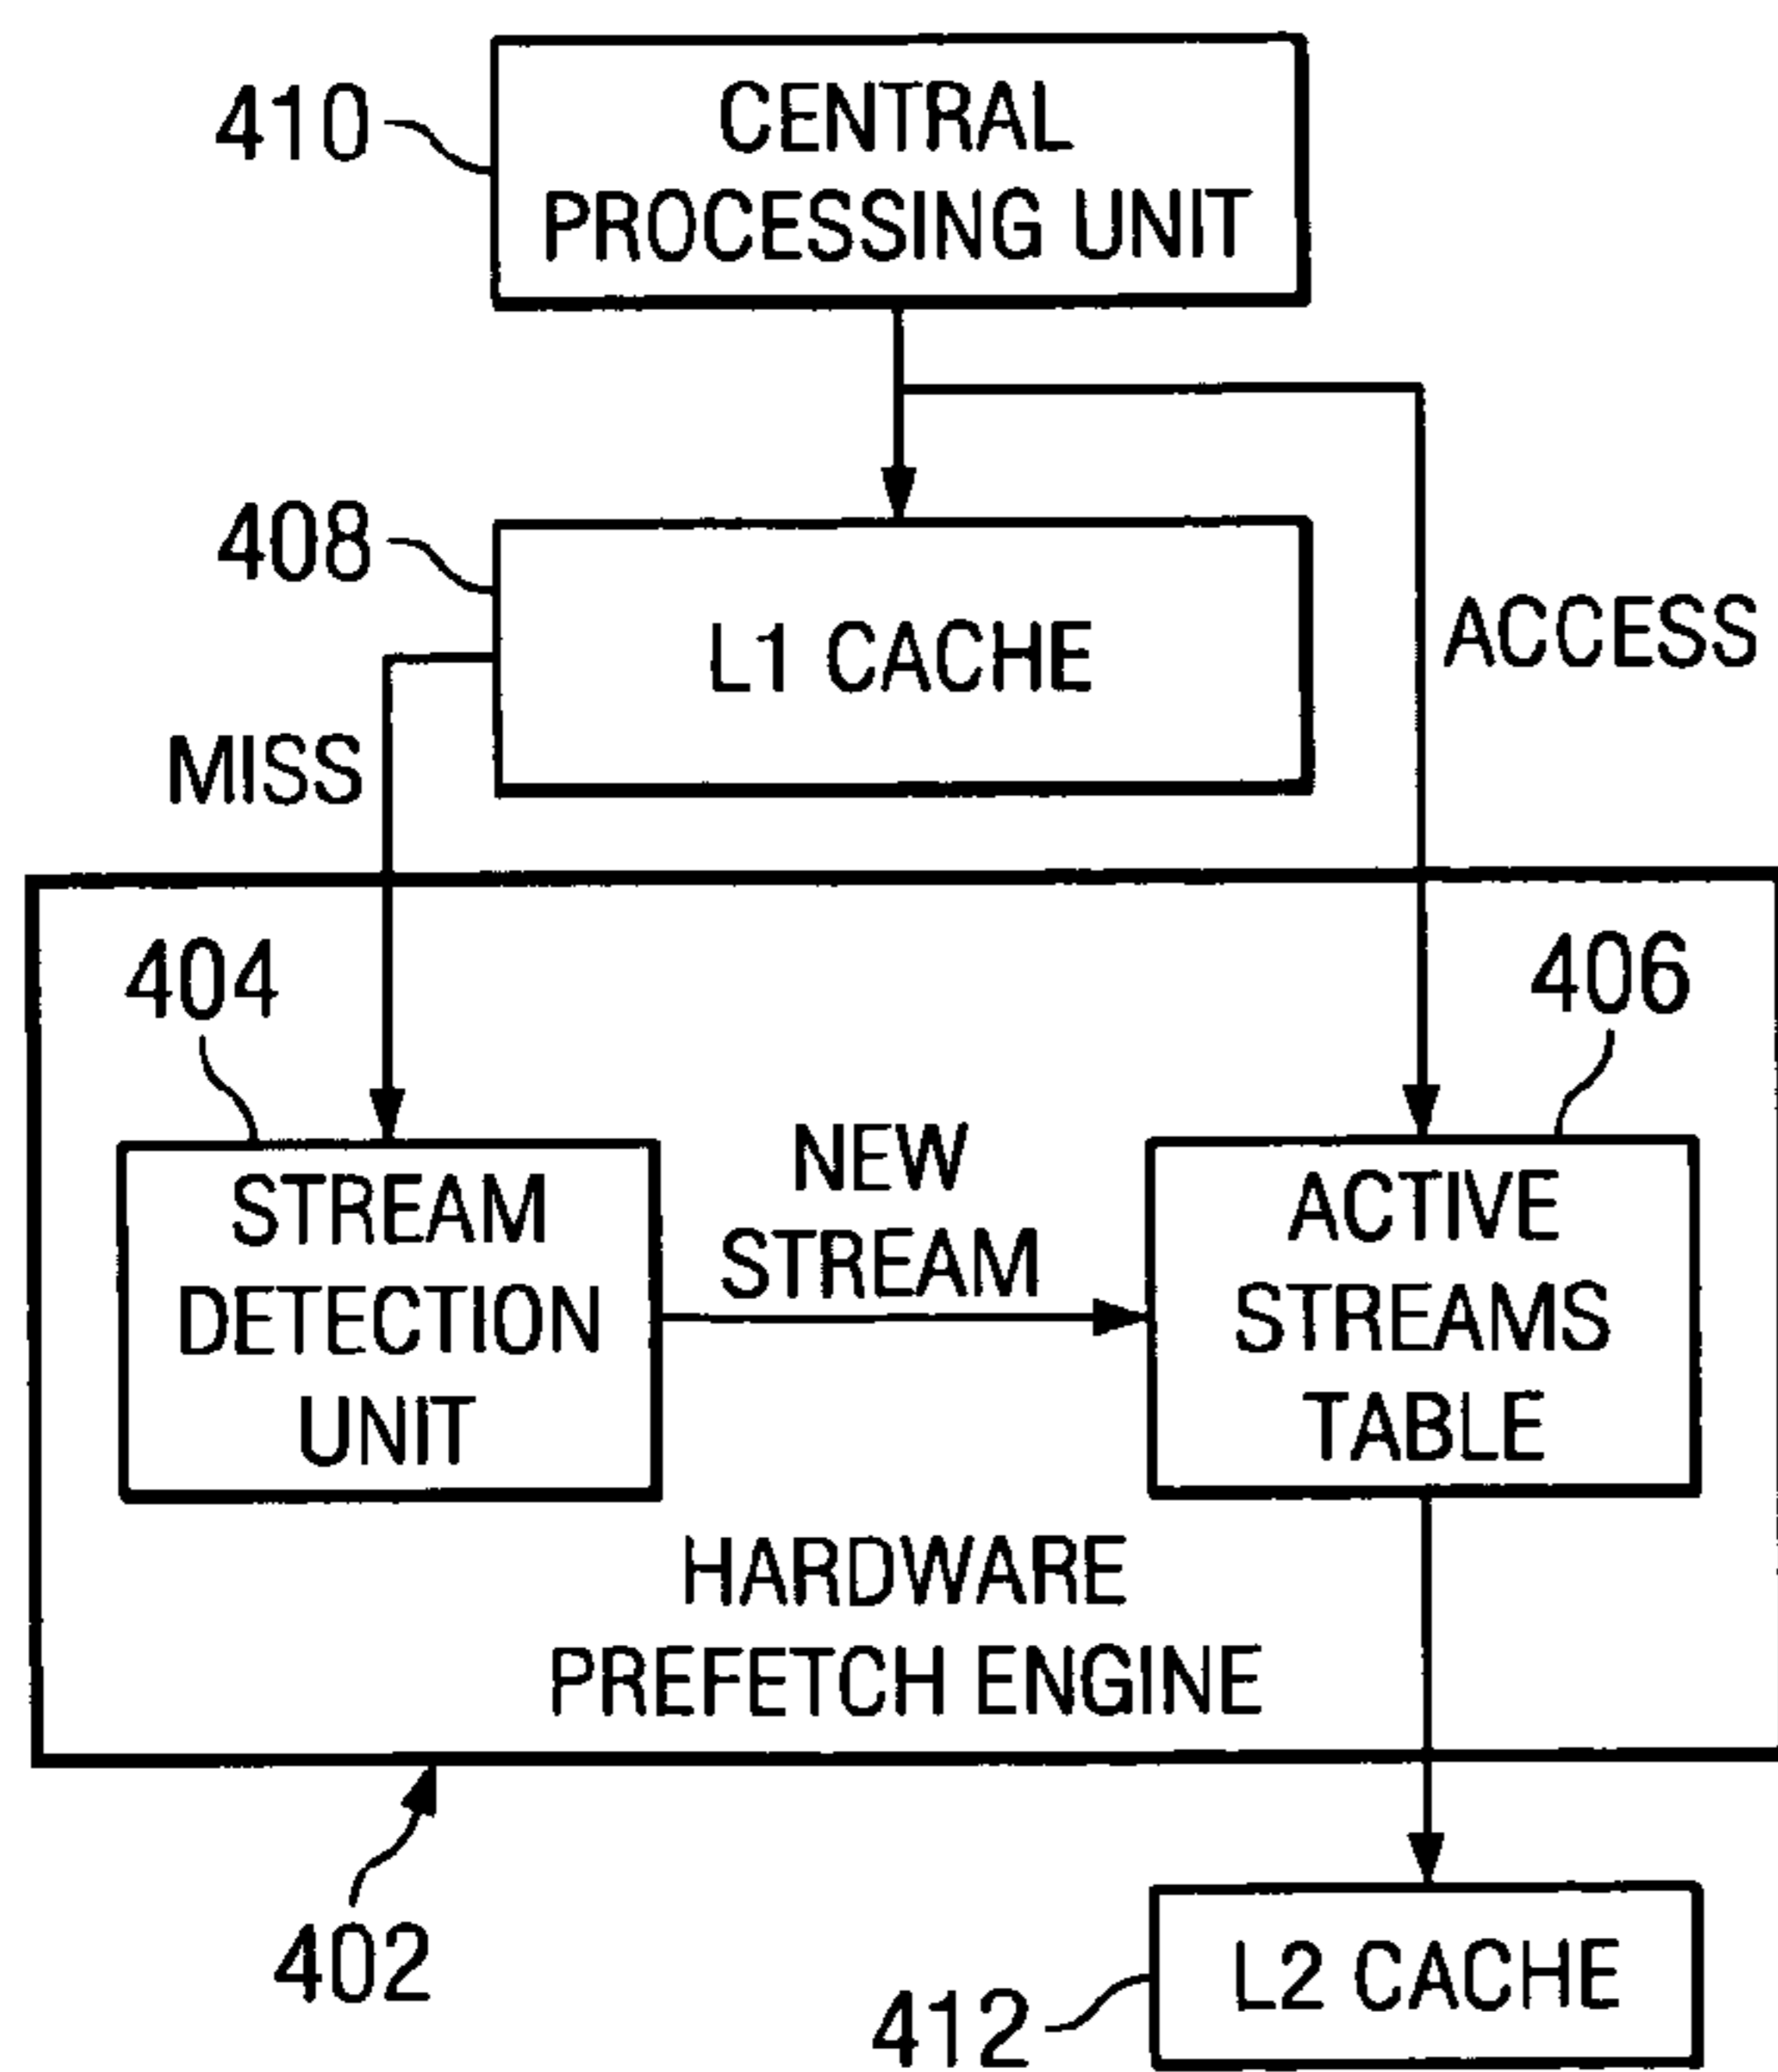 410
CENTRAL
PROCESSING UNIT
408
L1 CACHE
ACCESS
MISS
404
406
STREAM
DETECTION
UNIT
NEW
STREAM
ACTIVE
STREAMS
TABLE
HARDWARE
PREFETCH ENGINE
402
412
L2 CACHE